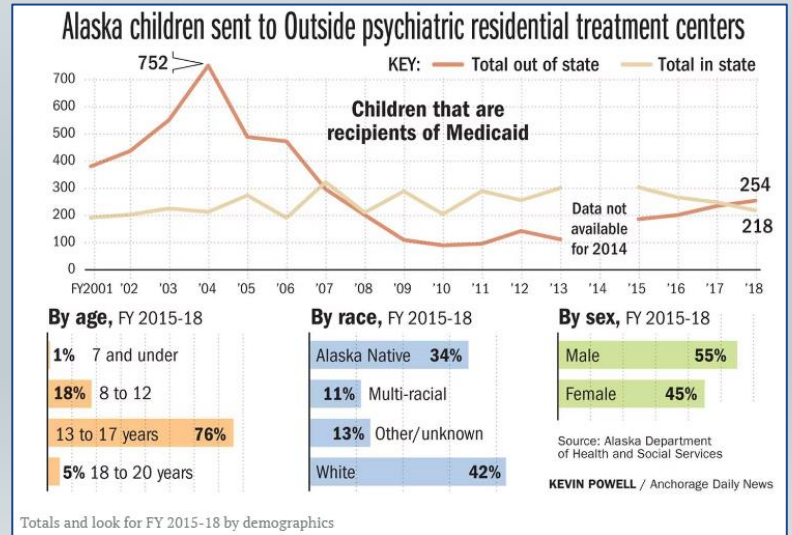 Alaska children sent to Outside psychiatric residential treatment centers
752
KEY: Total out of state Total in state
Children that are
recipients of Medicaid
700
600
500
400
300
200
100
0
254
218
Data not
available
for 2014
FY2001 '02 '03 '04 '05 '06 '07 '08 '09 '10 '11 '12 '13 '14 '15 '16 '17 '18
By age, FY 2015-18
1% 7 and under
18% 8 to 12
13 to 17 years 76%
5% 18 to 20 years
By race, FY 2015-18
Alaska Native 34%
11% Multi-racial
13% Other/unknown
White 42%
By sex, FY 2015-18
Male 55%
Female 45%
Source: Alaska Department
of Health and Social Services
KEVIN POWELL / Anchorage Daily News
Totals and look for FY 2015-18 by demographics